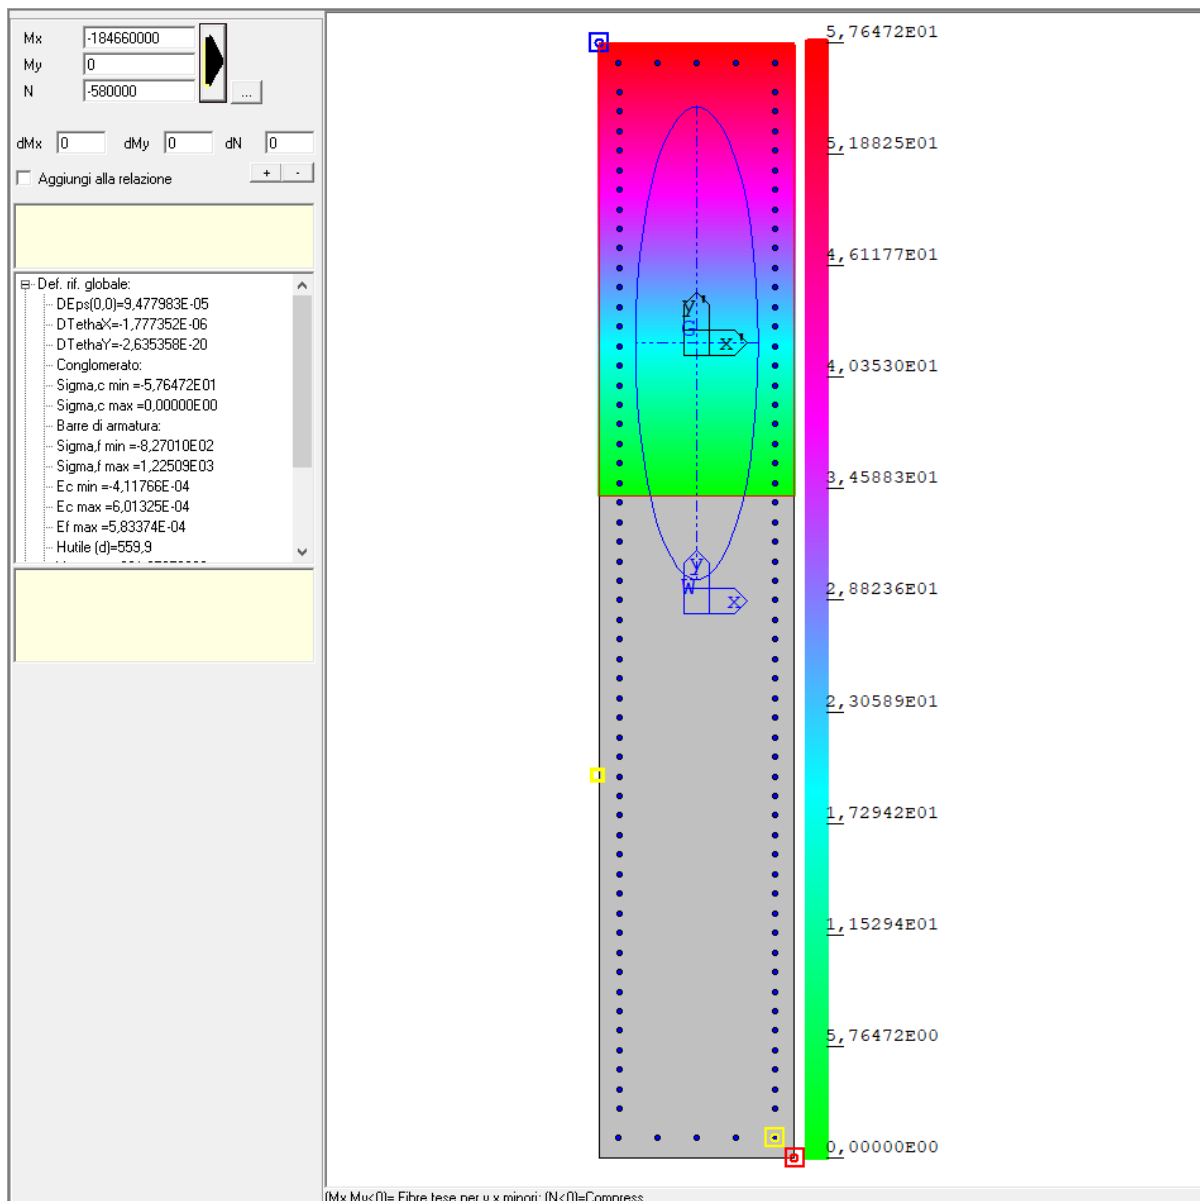 Mx -184660000
My 0
N -580000
...
dMx 0 dMy 0 dN 0
Aggiungi alla relazione + -
Def. rif. globale:
DEps(0,0)=9,477983E-05
DTethaX=-1,777352E-06
DTethaY=-2,635358E-20
Conglomerato:
Sigma,c min =-5,76472E01
Sigma,c max =0,00000E00
Barre di armatura:
Sigma,f min =-8,27010E02
Sigma,f max =1,22509E03
Ec min =-4,11766E-04
Ec max =6,01325E-04
Ef max =5,83374E-04
Hutile (d)=559,9
y
G
x
y
W
x
5,76472E01
5,18825E01
4,61177E01
4,03530E01
3,45883E01
2,88236E01
2,30589E01
1,72942E01
1,15294E01
5,76472E00
0,00000E00
(Mx,My<0)= Fibre tese per y,x minori; (N<0)=Compress.